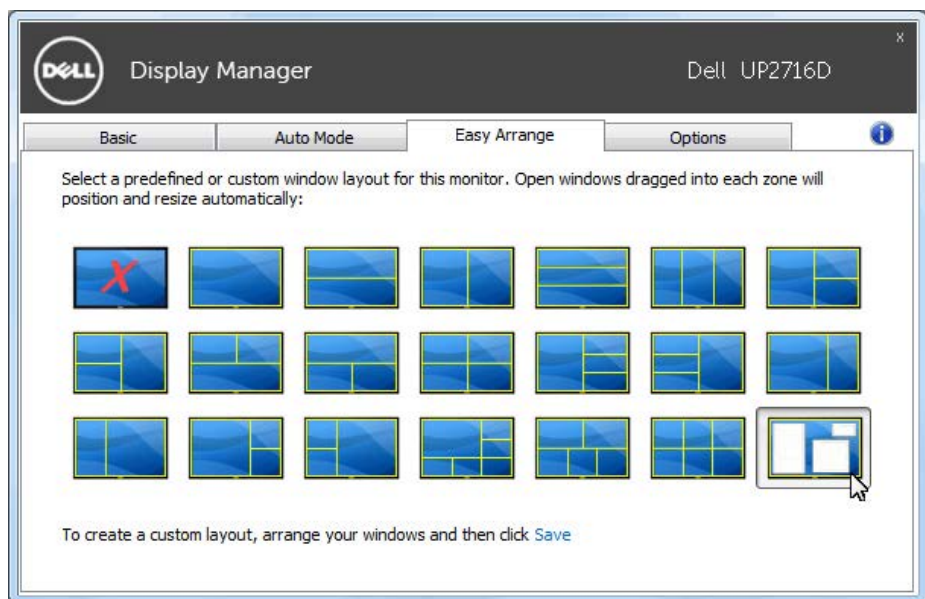 DELL
Display Manager
Dell UP2716D
x
Basic
Auto Mode
Easy Arrange
Options
i
Select a predefined or custom window layout for this monitor. Open windows dragged into each zone will
position and resize automatically:
X
To create a custom layout, arrange your windows and then click Save